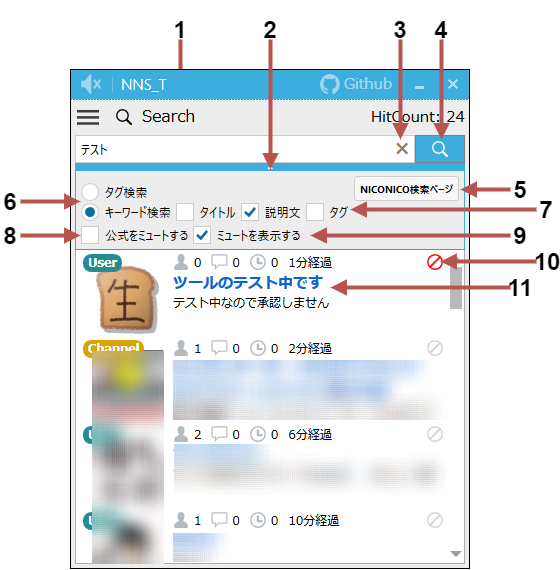 1
2
3
4
NNS_T
Github
Search
HitCount: 24
テスト
タグ検索
NICONICO検索ページ
5
6
キーワード検索
タイトル
説明文
タグ
7
8
公式をミュートする
ミュートを表示する
9
User
0
0
0
1分経過
10
ツールのテスト中です
11
生
テスト中なので承認しません
Channel
1
0
0
2分経過
2
0
0
6分経過
1
0
0
10分経過